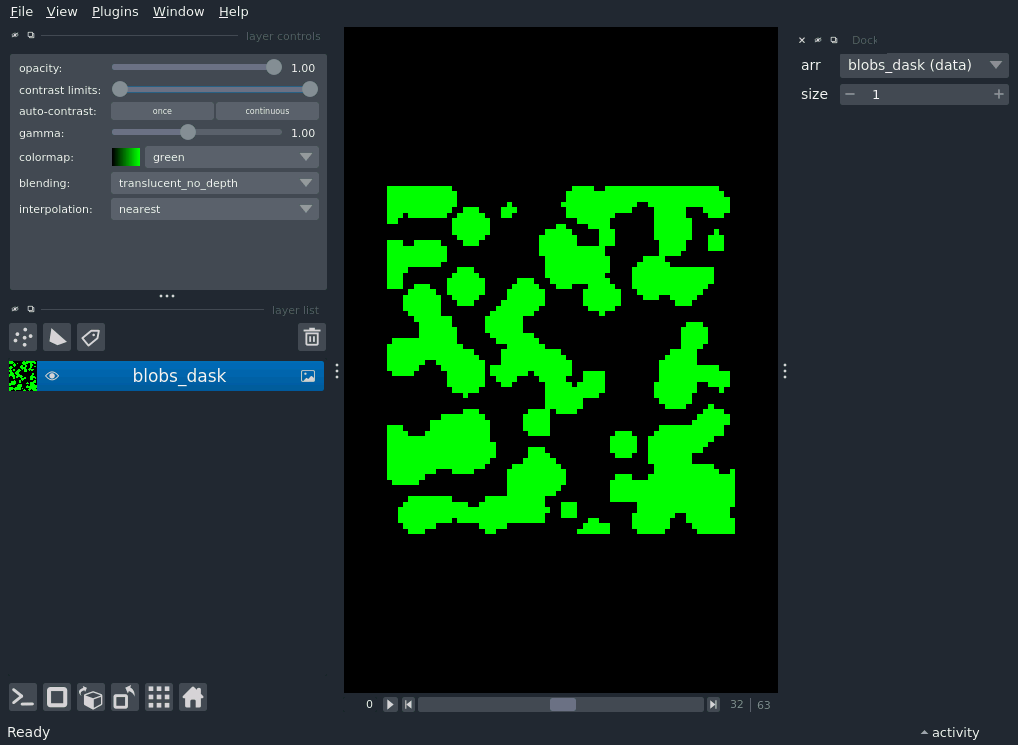 File View Plugins Window Help
layer controls
opacity: 1.00
contrast limits:
auto-contrast: once continuous
gamma: 1.00
colormap: green
blending: translucent_no_depth
interpolation: nearest
layer list
blobs_dask
Dock
arr blobs_dask (data)
size 1
0 32 63
Ready
activity